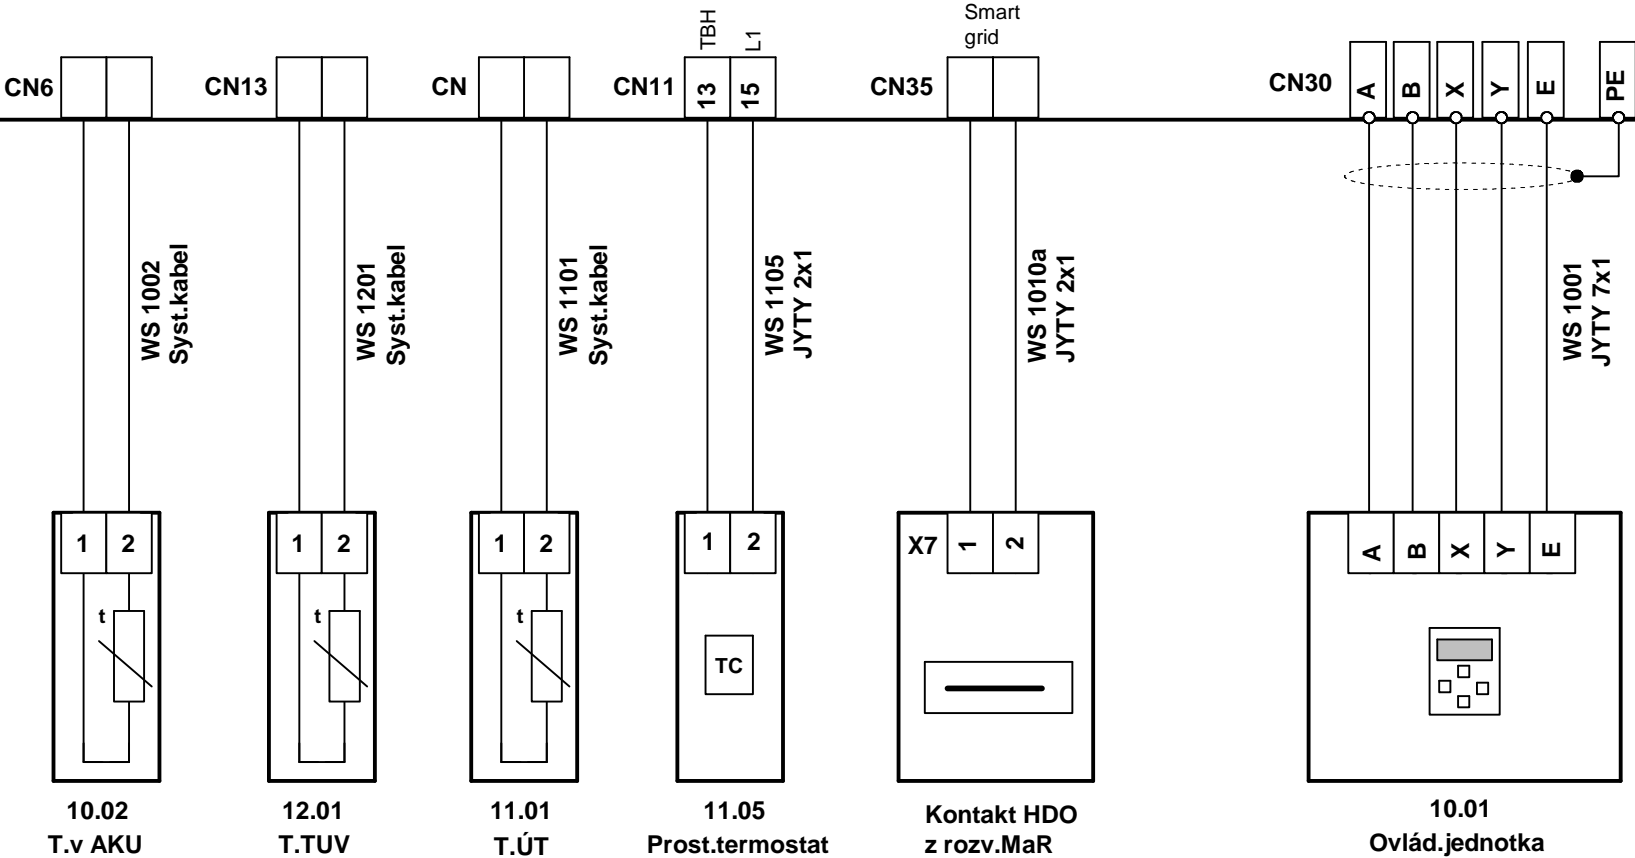 Smart
grid
TBH
L1
CN6
CN13
CN
CN11
13
15
CN35
CN30
A
B
X
Y
E
PE
WS 1002
Syst.kabel
WS 1201
Syst.kabel
WS 1101
Syst.kabel
WS 1105
JYTY 2x1
WS 1010a
JYTY 2x1
WS 1001
JYTY 7x1
1 2
1 2
1 2
1 2
X7
1
2
A
B
X
Y
E
t
t
t
TC
10.02
T.v AKU
12.01
T.TUV
11.01
T.ÚT
11.05
Prost.termostat
Kontakt HDO
z rozv.MaR
10.01
Ovlád.jednotka